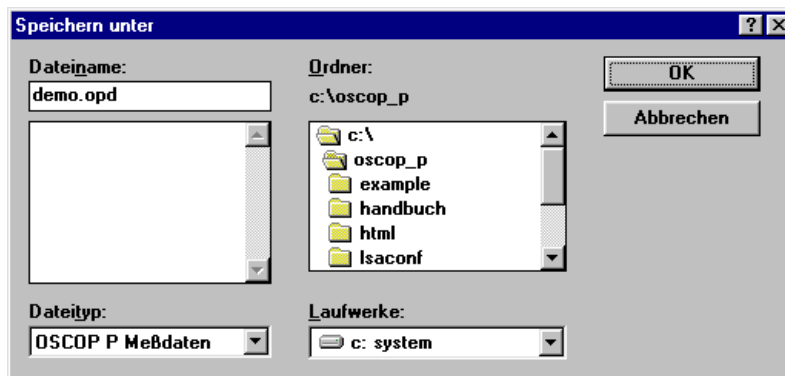 Speichern unter
Dateiname:
demo.opd
Ordner:
c:\oscop_p
c:\
oscop_p
example
handbuch
html
lsaconf
OK
Abbrechen
Dateityp:
OSCOP P Meßdaten
Laufwerke:
c: system